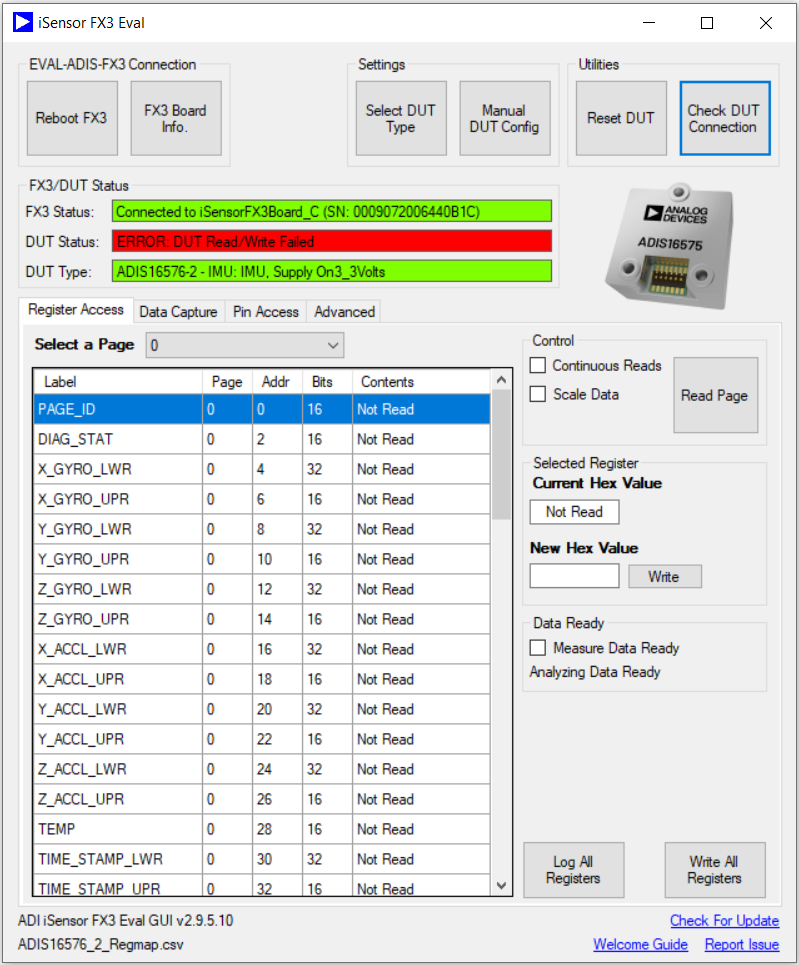 iSensor FX3 Eval
EVAL-ADIS-FX3 Connection
Settings
Utilities
Reboot FX3
FX3 Board
Info.
Select DUT
Type
Manual
DUT Config
Reset DUT
Check DUT
Connection
FX3/DUT Status
FX3 Status:
Connected to iSensorFX3Board_C (SN: 0009072006440B1C)
DUT Status:
ERROR: DUT Read/Write Failed
DUT Type:
ADIS16576-2 - IMU: IMU, Supply On3_3Volts
ANALOG
DEVICES
ADIS16575
Register Access
Data Capture
Pin Access
Advanced
Select a Page
0
Label Page Addr Bits Contents
PAGE_ID 0 0 16 Not Read
DIAG_STAT 0 2 16 Not Read
X_GYRO_LWR 0 4 32 Not Read
X_GYRO_UPR 0 6 16 Not Read
Y_GYRO_LWR 0 8 32 Not Read
Y_GYRO_UPR 0 10 16 Not Read
Z_GYRO_LWR 0 12 32 Not Read
Z_GYRO_UPR 0 14 16 Not Read
X_ACCL_LWR 0 16 32 Not Read
X_ACCL_UPR 0 18 16 Not Read
Y_ACCL_LWR 0 20 32 Not Read
Y_ACCL_UPR 0 22 16 Not Read
Z_ACCL_LWR 0 24 32 Not Read
Z_ACCL_UPR 0 26 16 Not Read
TEMP 0 28 16 Not Read
TIME_STAMP_LWR 0 30 32 Not Read
TIME_STAMP_UPR 0 32 16 Not Read
Control
Continuous Reads
Scale Data
Read Page
Selected Register
Current Hex Value
Not Read
New Hex Value
Write
Data Ready
Measure Data Ready
Analyzing Data Ready
Log All
Registers
Write All
Registers
ADI iSensor FX3 Eval GUI v2.9.5.10
Check For Update
ADIS16576_2_Regmap.csv
Welcome Guide
Report Issue